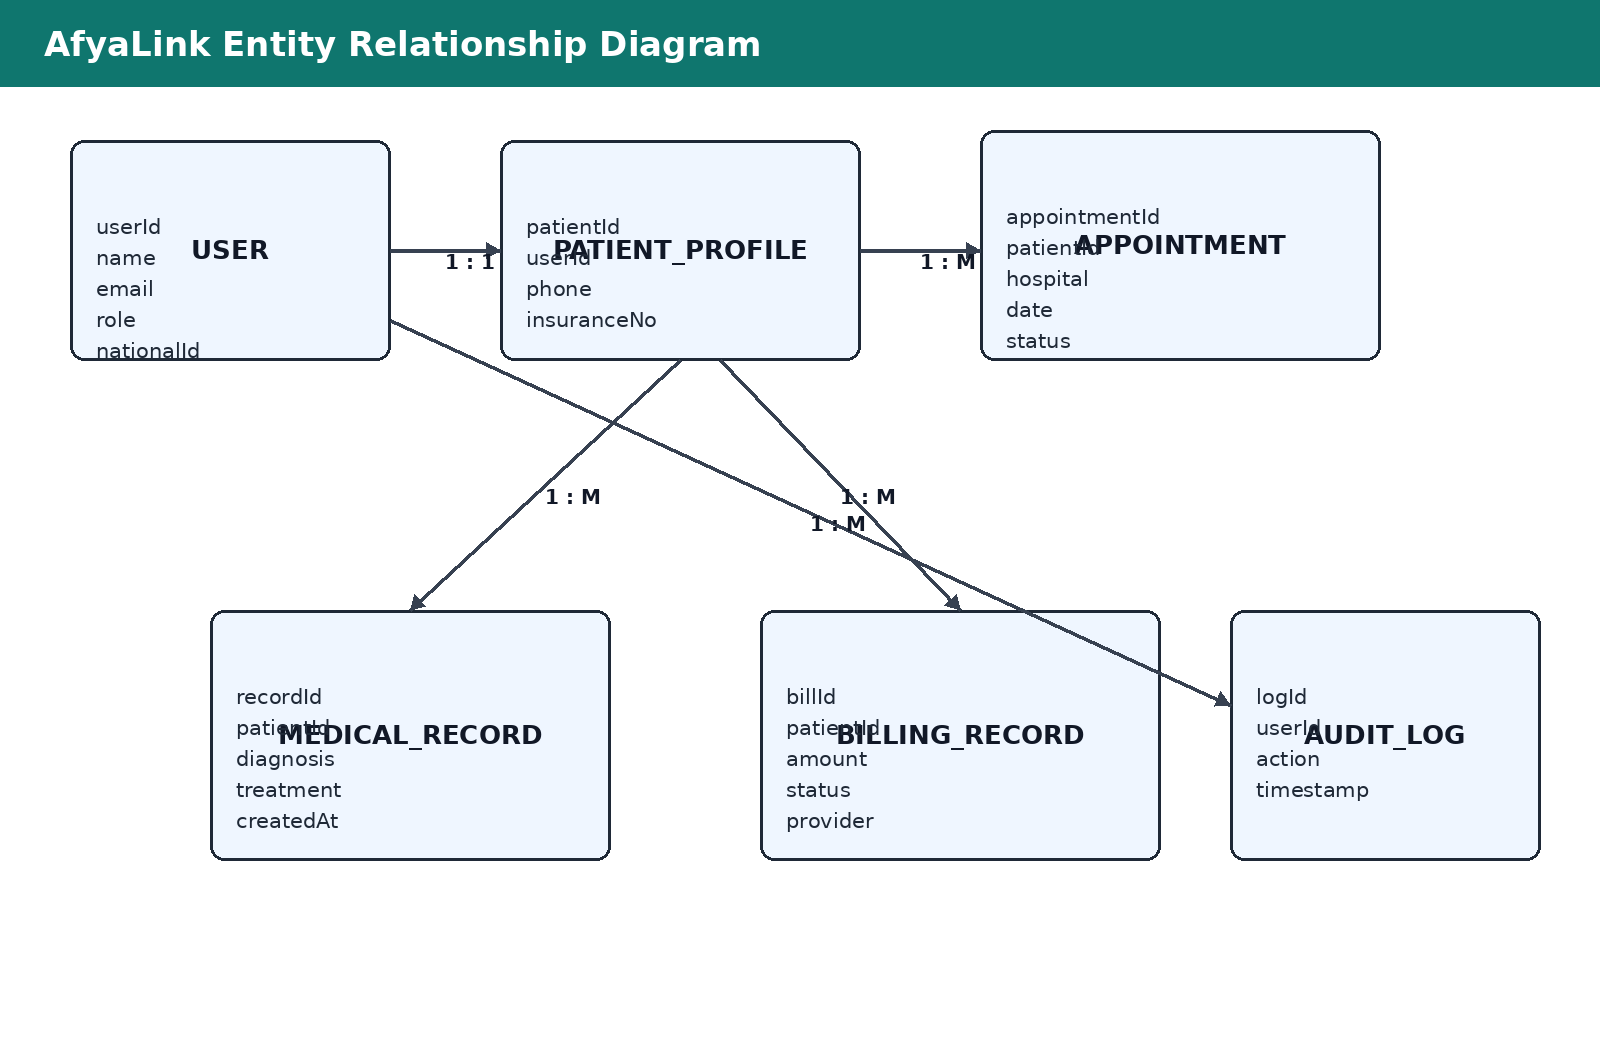 AfyaLink Entity Relationship Diagram
USER
userId
name
email
role
nationalId
1 : 1
PATIENT_PROFILE
patientId
userId
phone
insuranceNo
1 : M
APPOINTMENT
appointmentId
patientId
hospital
date
status
1 : M
1 : M
1 : M
MEDICAL_RECORD
recordId
patientId
diagnosis
treatment
createdAt
BILLING_RECORD
billId
patientId
amount
status
provider
AUDIT_LOG
logId
userId
action
timestamp